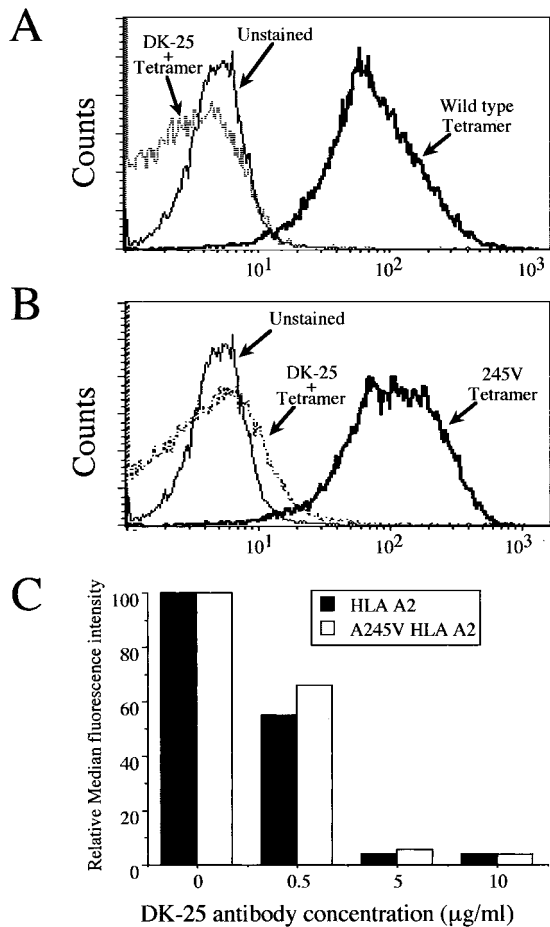 A
Counts
DK-25
+
Tetramer
Unstained
Wild type
Tetramer
10¹
10²
10³
B
Counts
Unstained
DK-25
+
Tetramer
245V
Tetramer
10¹
10²
10³
C
Relative Median fluorescence intensity
100
80
60
40
20
0
HLA A2
A245V HLA A2
0
0.5
5
10
DK-25 antibody concentration (µg/ml)